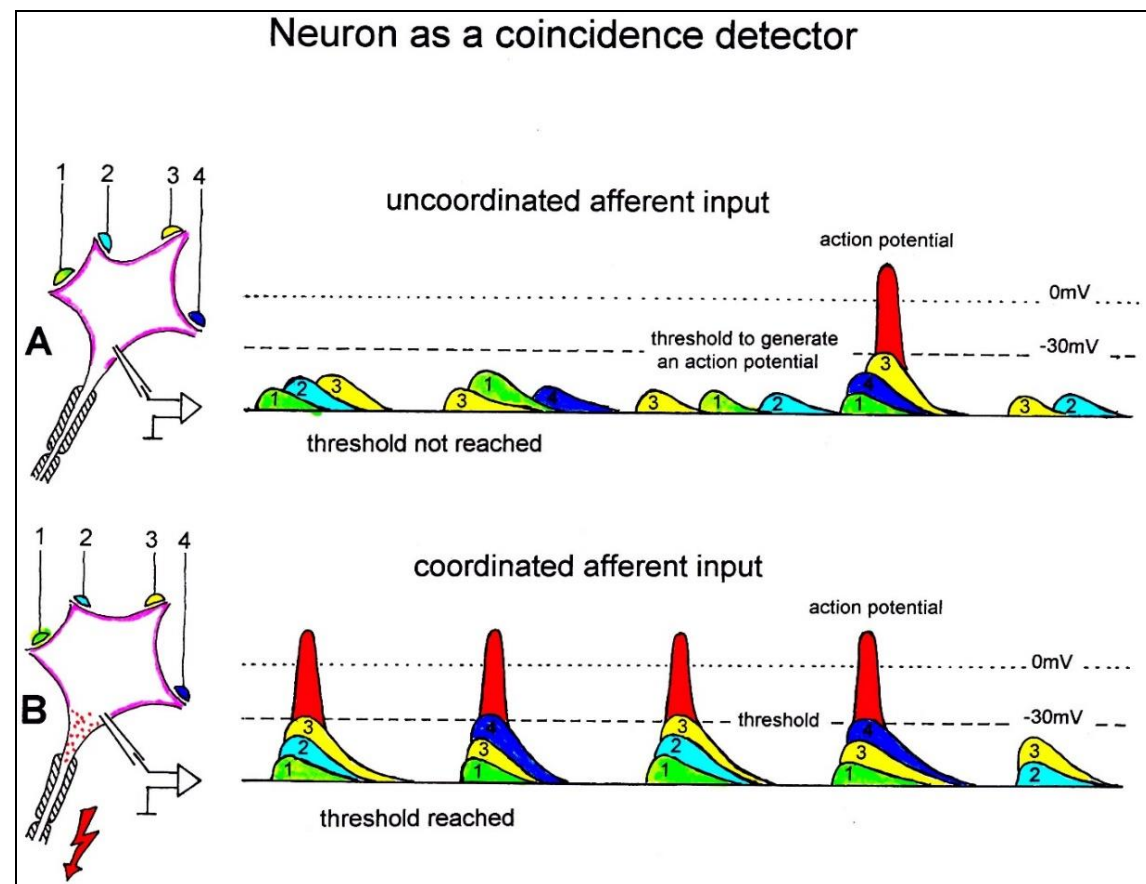 Neuron as a coincidence detector
1 2 3 4
uncoordinated afferent input
action potential
0mV
A
threshold to generate
an action potential
-30mV
1 2 3
3 1 4
3 1 2
3
4
1
3 2
threshold not reached
1 2 3 4
coordinated afferent input
action potential
0mV
B
threshold
-30mV
3
2
1
4
3
1
3
2
1
4
3
1
3
2
threshold reached